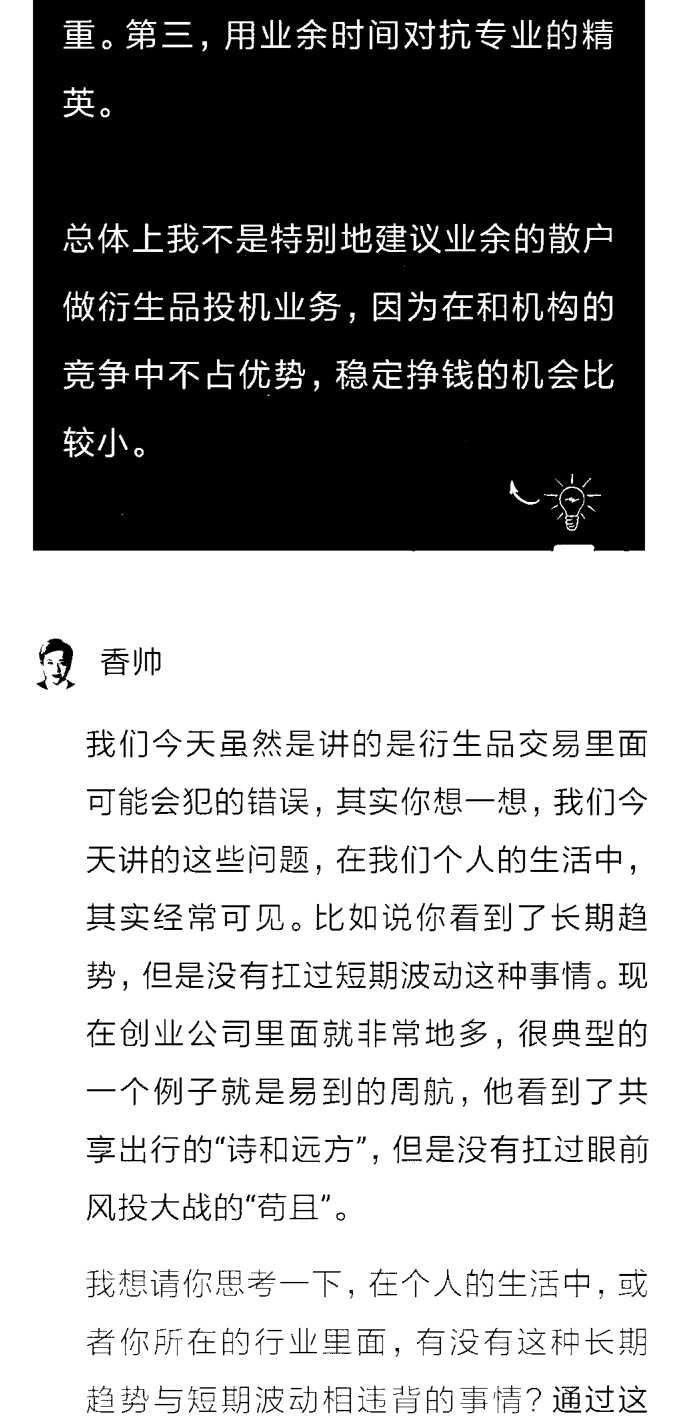 重。第三，用业余时间对抗专业的精
英。
总体上我不是特别地建议业余的散户
做衍生品投机业务，因为在和机构的
竞争中不占优势，稳定挣钱的机会比
较小。
香帅
我们今天虽然是讲的是衍生品交易里面
可能会犯的错误，其实你想一想，我们今
天讲的这些问题，在我们个人的生活中，
其实经常可见。比如说你看到了长期趋
势，但是没有扛过短期波动这种事情。现
在创业公司里面就非常地多，很典型的
一个例子就是易到的周航，他看到了共
享出行的“诗和远方”，但是没有扛过眼前
风投大战的“苟且”。
我想请你思考一下，在个人的生活中，或
者你所在的行业里面，有没有这种长期
趋势与短期波动相违背的事情？通过这